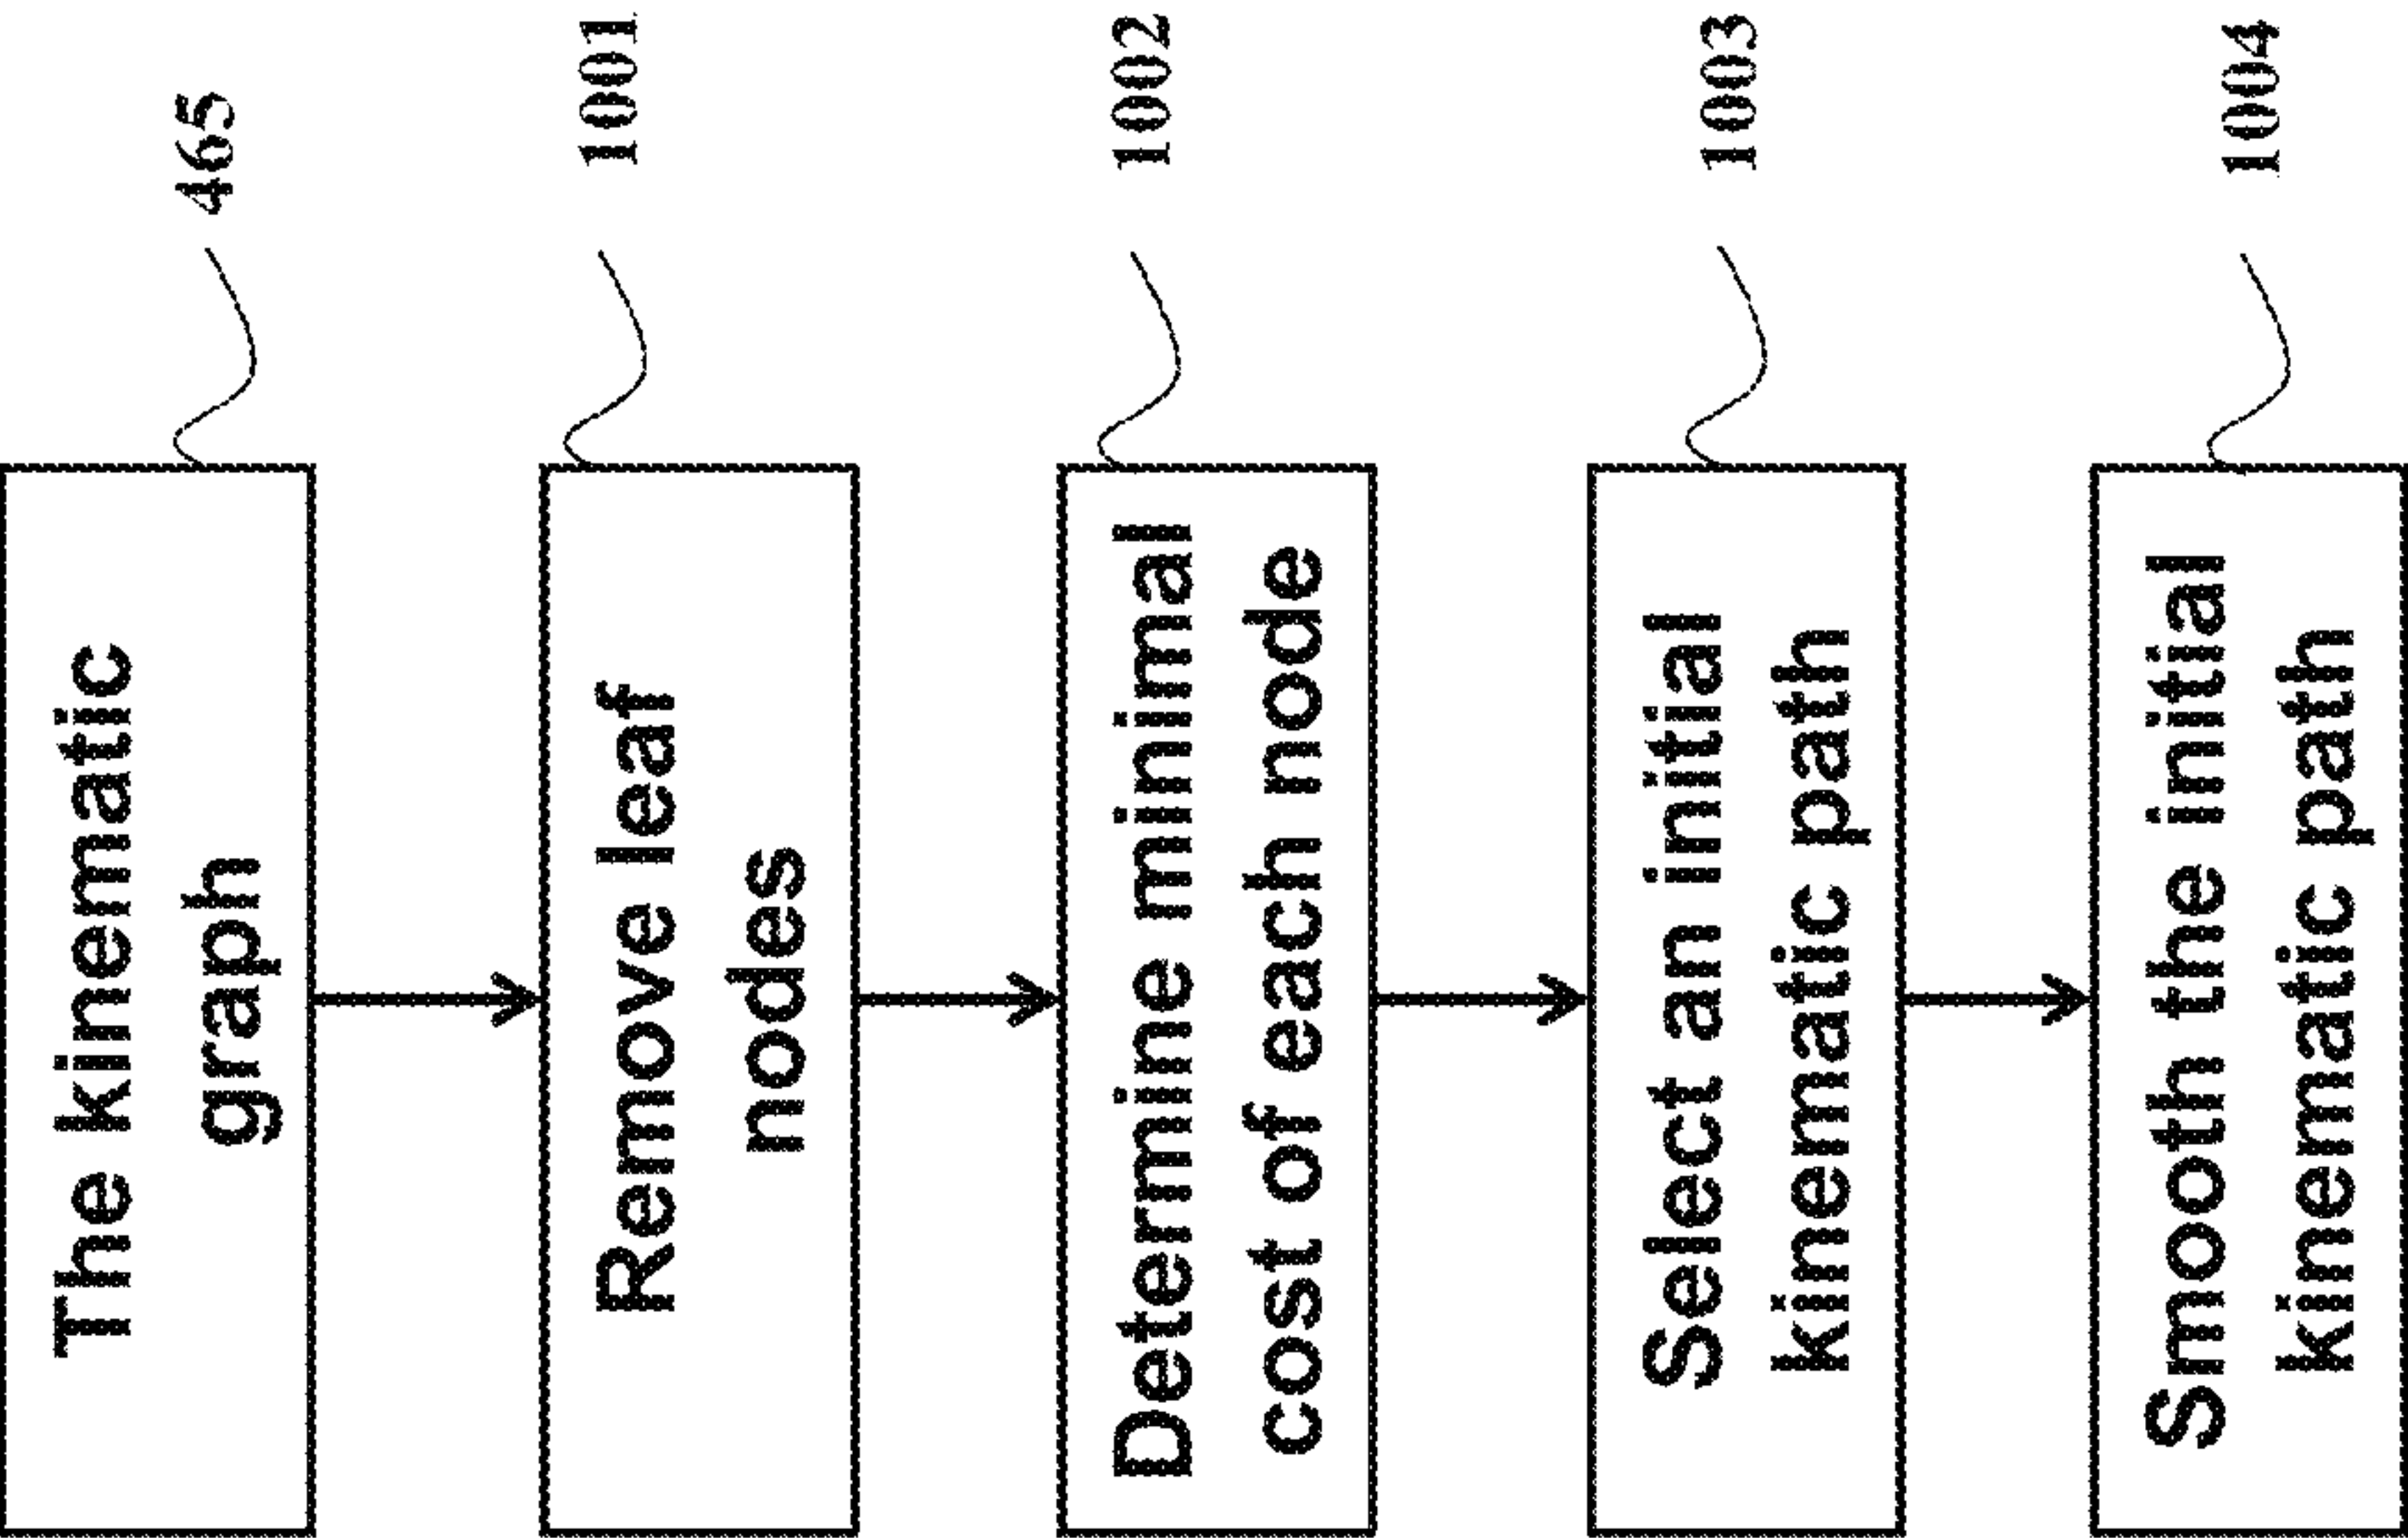 The kinematic
graph
465
Remove leaf
nodes
1001
Determine minimal
cost of each node
1002
Select an initial
kinematic path
1003
Smooth the initial
kinematic path
1004